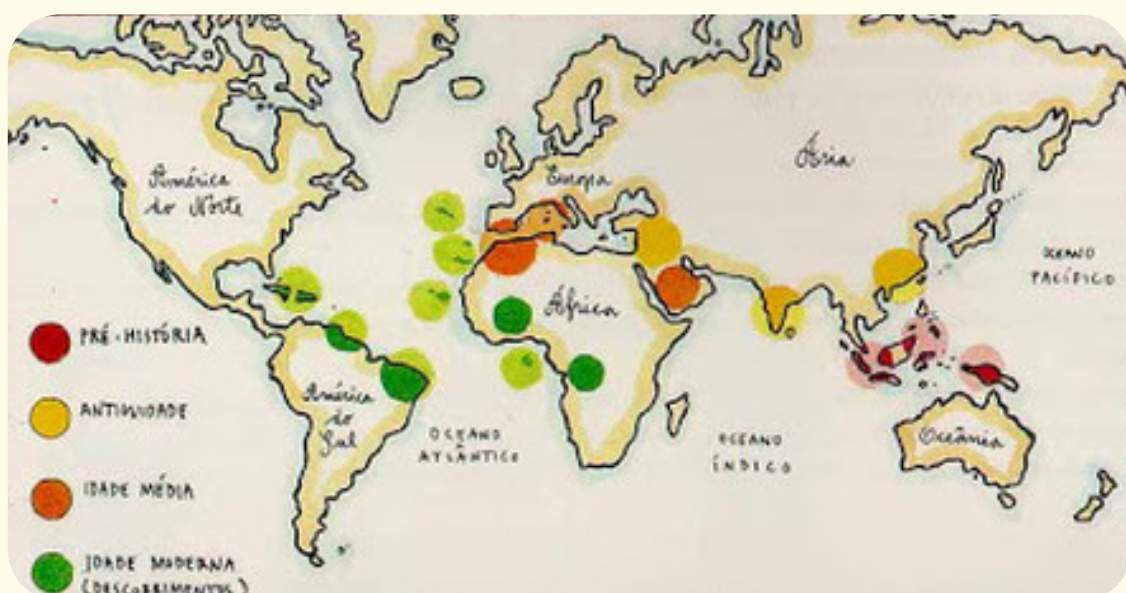 América
do Norte
Europa
Ásia
OCEANO
PACÍFICO
África
PRÉ-HISTÓRIA
ANTIGUIDADE
América
do
Sul
OCEANO
ATLÂNTICO
OCEANO
ÍNDICO
Oceânia
IDADE MÉDIA
IDADE MODERNA
(DESCOBRIMENTOS)